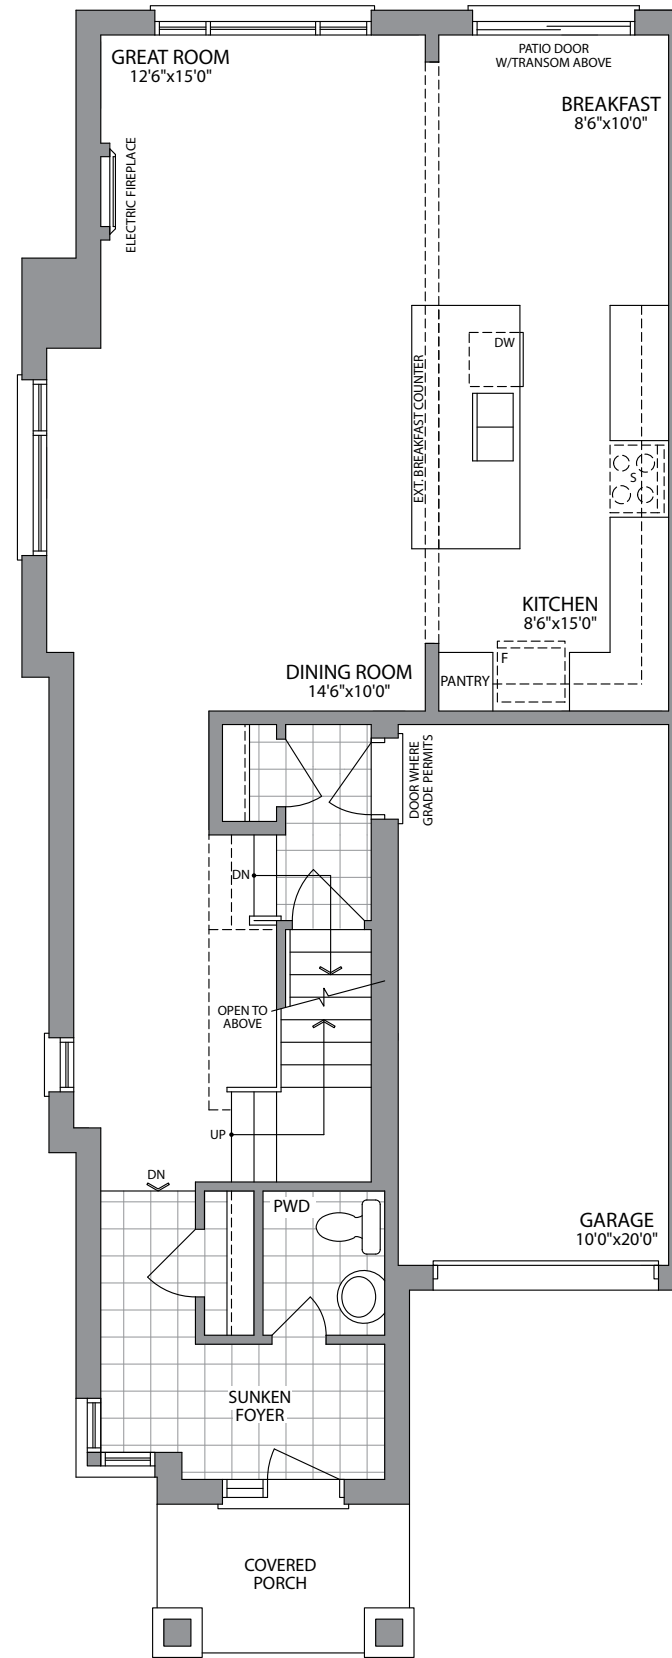 GREAT ROOM
12'6"x15'0"
PATIO DOOR
W/TRANSOM ABOVE
BREAKFAST
8'6"x10'0"
ELECTRIC FIREPLACE
DW
EXT. BREAKFAST COUNTER
S
KITCHEN
8'6"x15'0"
F
PANTRY
DINING ROOM
14'6"x10'0"
DOOR WHERE
GRADE PERMITS
DN
OPEN TO
ABOVE
UP
DN
PWD
GARAGE
10'0"x20'0"
SUNKEN
FOYER
COVERED
PORCH